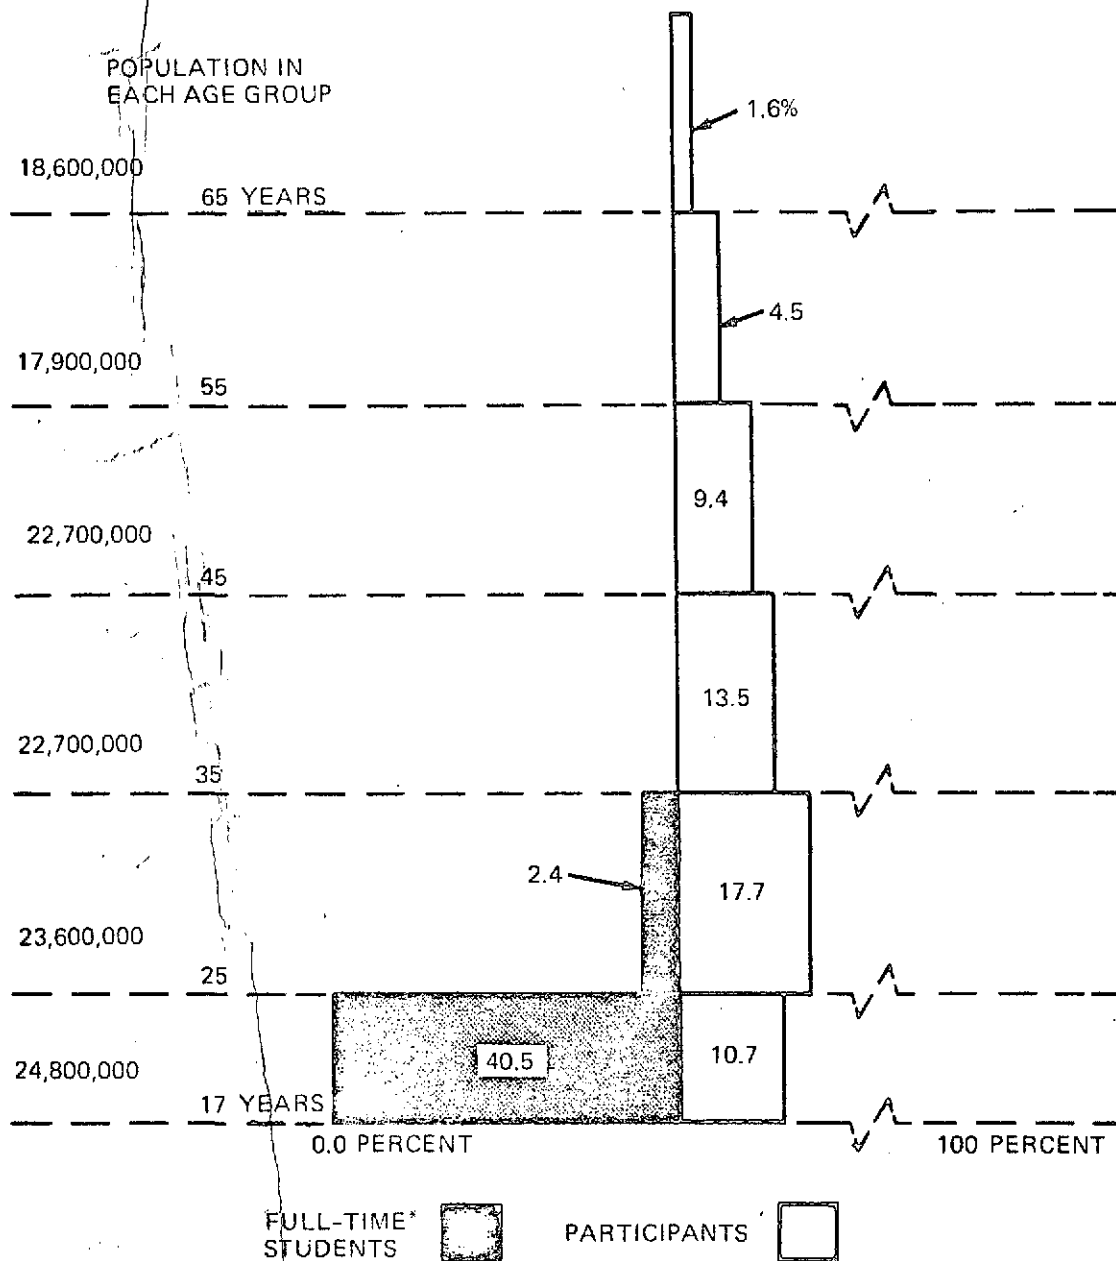 POPULATION IN
EACH AGE GROUP
1.6%
18,600,000
65 YEARS
4.5
17,900,000
55
9.4
22,700,000
45
13.5
22,700,000
35
2.4
17.7
23,600,000
25
40.5
10.7
24,800,000
17 YEARS
0.0 PERCENT
100 PERCENT
FULL-TIME*
STUDENTS
PARTICIPANTS